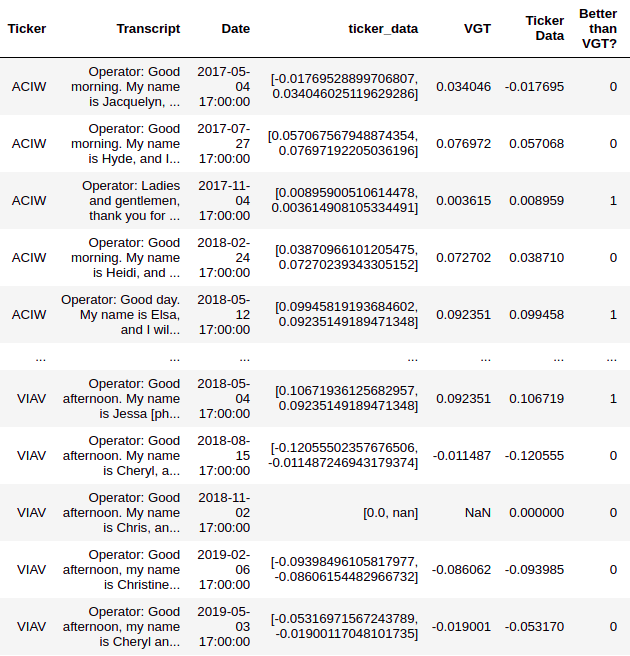 Ticker Transcript Date ticker_data VGT Ticker Data Better than VGT?
ACIW Operator: Good morning. My name is Jacquelyn, ... 2017-05-04 17:00:00 [-0.01769528899706807, 0.034046025119629286] 0.034046 -0.017695 0
ACIW Operator: Good morning. My name is Hyde, and I... 2017-07-27 17:00:00 [0.057067567948874354, 0.07697192205036196] 0.076972 0.057068 0
ACIW Operator: Ladies and gentlemen, thank you for ... 2017-11-04 17:00:00 [0.00895900510614478, 0.003614908105334491] 0.003615 0.008959 1
ACIW Operator: Good morning. My name is Heidi, and ... 2018-02-24 17:00:00 [0.03870966101205475, 0.07270239343305152] 0.072702 0.038710 0
ACIW Operator: Good day. My name is Elsa, and I wil... 2018-05-12 17:00:00 [0.09945819193684602, 0.09235149189471348] 0.092351 0.099458 1
... ... ... ... ... ... ...
VIAV Operator: Good afternoon. My name is Jessa [ph... 2018-05-04 17:00:00 [0.10671936125682957, 0.09235149189471348] 0.092351 0.106719 1
VIAV Operator: Good afternoon. My name is Cheryl, a... 2018-08-15 17:00:00 [-0.12055502357676506, -0.011487246943179374] -0.011487 -0.120555 0
VIAV Operator: Good afternoon. My name is Chris, an... 2018-11-02 17:00:00 [0.0, nan] NaN 0.000000 0
VIAV Operator: Good afternoon, my name is Christine... 2019-02-06 17:00:00 [-0.09398496105817977, -0.08606154482966732] -0.086062 -0.093985 0
VIAV Operator: Good afternoon, my name is Cheryl an... 2019-05-03 17:00:00 [-0.05316971567243789, -0.01900117048101735] -0.019001 -0.053170 0